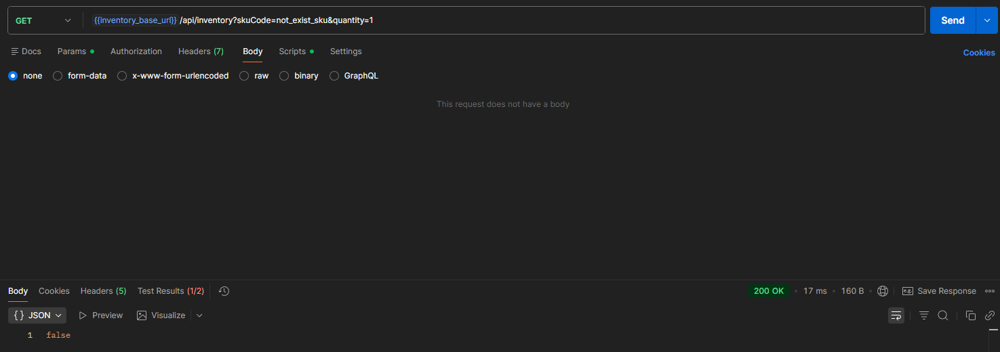 GET {{inventory_base_url}} /api/inventory?skuCode=not_exist_sku&quantity=1 Send
Docs Params Authorization Headers (7) Body Scripts Settings Cookies
none form-data x-www-form-urlencoded raw binary GraphQL
This request does not have a body
Body Cookies Headers (5) Test Results (1/2) 200 OK • 17 ms • 160 B • e.g. Save Response
{} JSON Preview Visualize
1 false